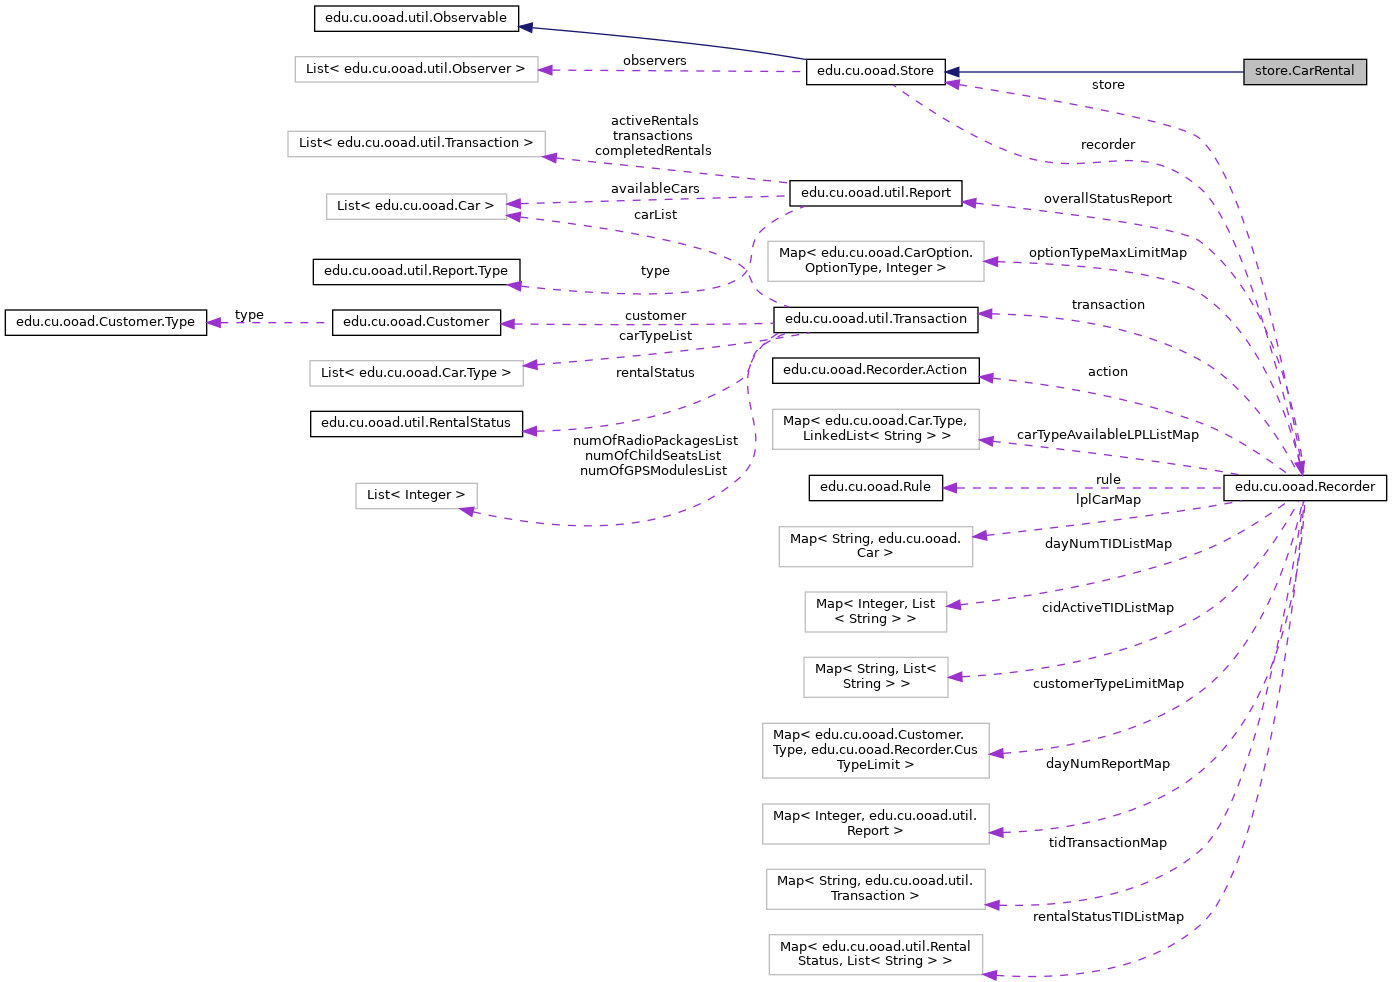 edu.cu.ooad.util.Observable
List< edu.cu.ooad.util.Observer >
observers
edu.cu.ooad.Store
store.CarRental
store
recorder
activeRentals
transactions
completedRentals
List< edu.cu.ooad.util.Transaction >
edu.cu.ooad.util.Report
availableCars
List< edu.cu.ooad.Car >
carList
overallStatusReport
Map< edu.cu.ooad.CarOption.
OptionType, Integer >
optionTypeMaxLimitMap
edu.cu.ooad.util.Report.Type
type
transaction
edu.cu.ooad.Customer.Type
type
edu.cu.ooad.Customer
customer
edu.cu.ooad.util.Transaction
carTypeList
List< edu.cu.ooad.Car.Type >
rentalStatus
edu.cu.ooad.Recorder.Action
action
edu.cu.ooad.util.RentalStatus
Map< edu.cu.ooad.Car.Type,
LinkedList< String > >
carTypeAvailableLPLListMap
numOfRadioPackagesList
numOfChildSeatsList
numOfGPSModulesList
List< Integer >
edu.cu.ooad.Rule
rule
edu.cu.ooad.Recorder
lplCarMap
Map< String, edu.cu.ooad.
Car >
dayNumTIDListMap
Map< Integer, List
< String > >
cidActiveTIDListMap
Map< String, List<
String > >
customerTypeLimitMap
Map< edu.cu.ooad.Customer.
Type, edu.cu.ooad.Recorder.Cus
TypeLimit >
dayNumReportMap
Map< Integer, edu.cu.ooad.util.
Report >
tidTransactionMap
Map< String, edu.cu.ooad.util.
Transaction >
rentalStatusTIDListMap
Map< edu.cu.ooad.util.Rental
Status, List< String > >